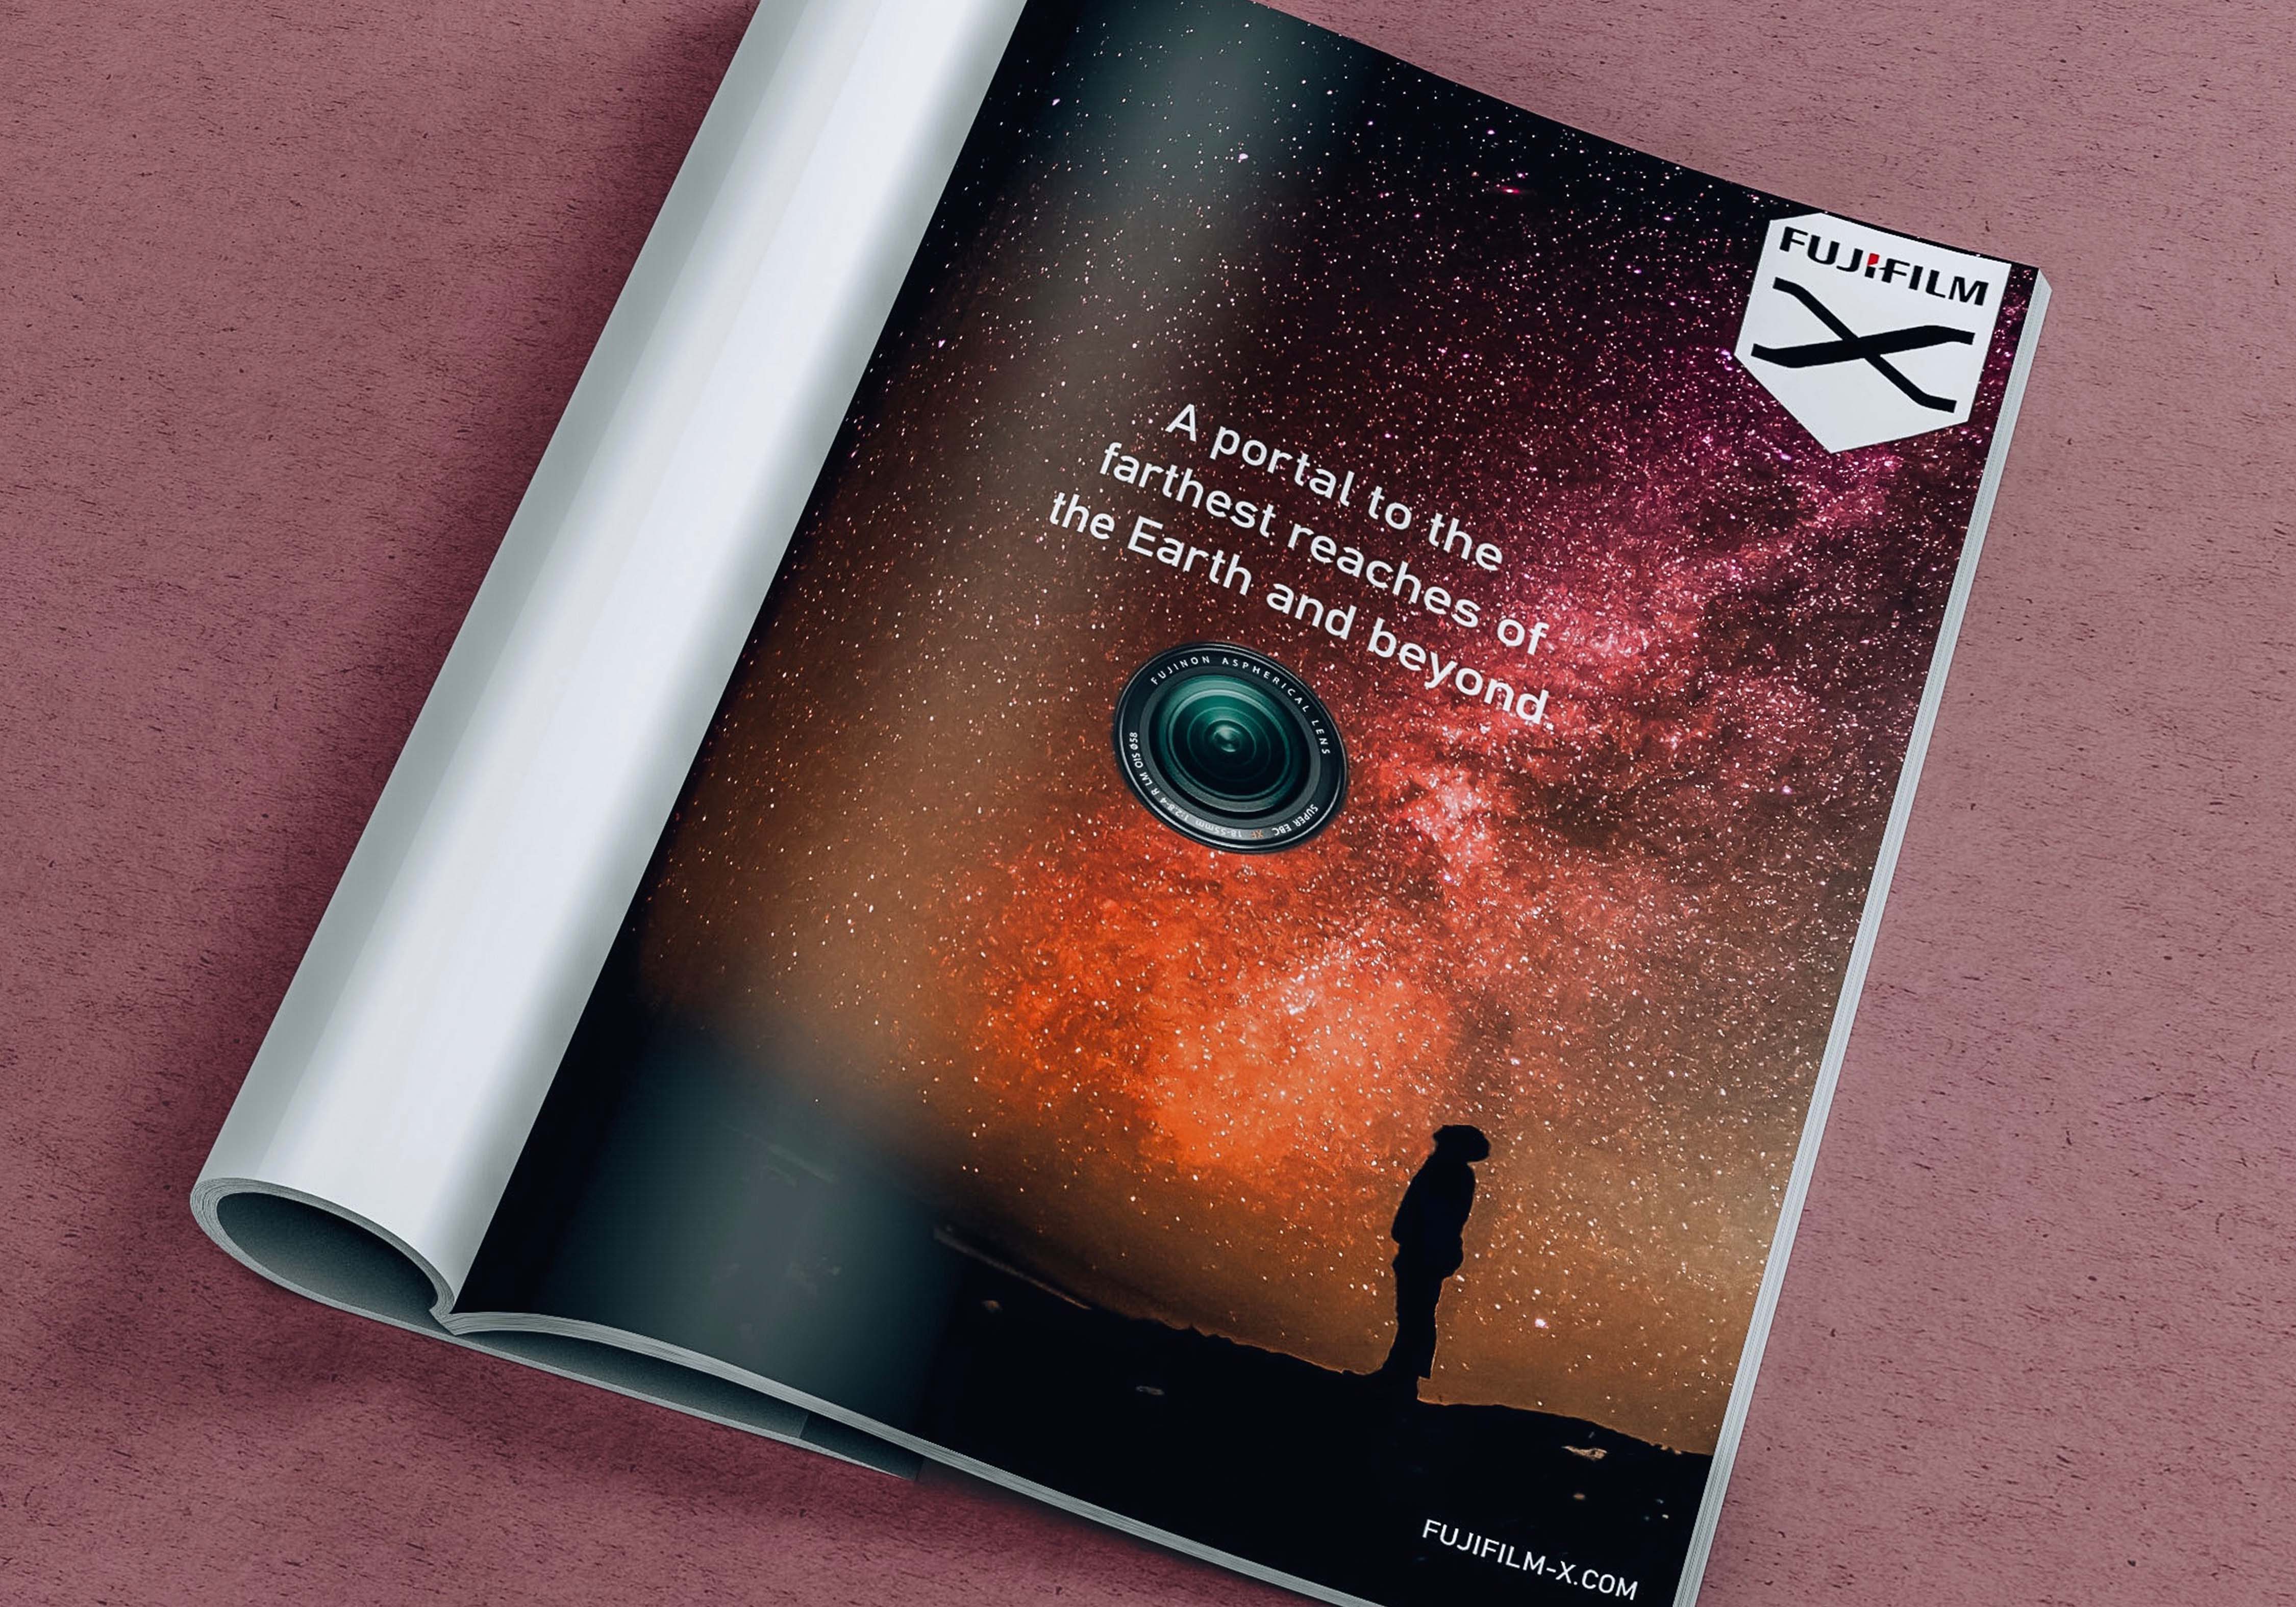 FUJIFILM
X
A portal to the
farthest reaches of
the Earth and beyond.
FUJINON ASPHERICAL LENS
SUPER EBC XF 18-55mm 1:2.8-4 R LM OIS Ø58
FUJIFILM-X.COM